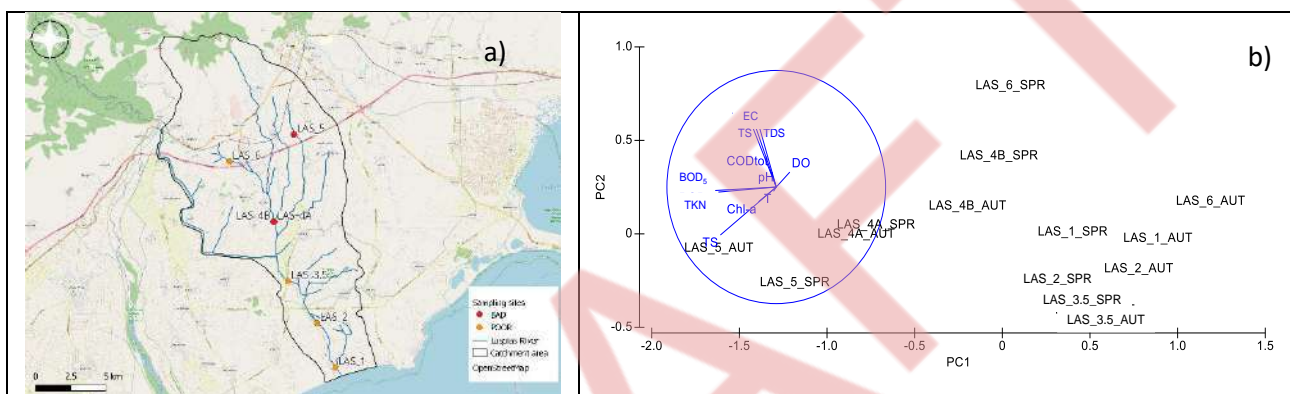 a)
LAS_5
LAS_6
LAS_4B LAS_4A
LAS_3.5
LAS_2
LAS_1
Sampling sites
BAD
POOR
Laspias River
Catchment area
OpenStreetMap
0 2.5 5 km
b)
PC2
1.0
0.5
0
-0.5
-2.0 -1.5 -1.0 -0.5 0 0.5 1.0 1.5
PC1
LAS_6_SPR
LAS_4B_SPR
LAS_4B_AUT
LAS_6_AUT
LAS_4A_SPR
LAS_4A_AUT
LAS_1_SPR
LAS_1_AUT
LAS_5_AUT
LAS_2_AUT
LAS_5_SPR
LAS_2_SPR
LAS_3.5_SPR
LAS_3.5_AUT
EC
TS TDS
CODtot
DO
pH
BOD5
T
TKN
Chl-a
TS